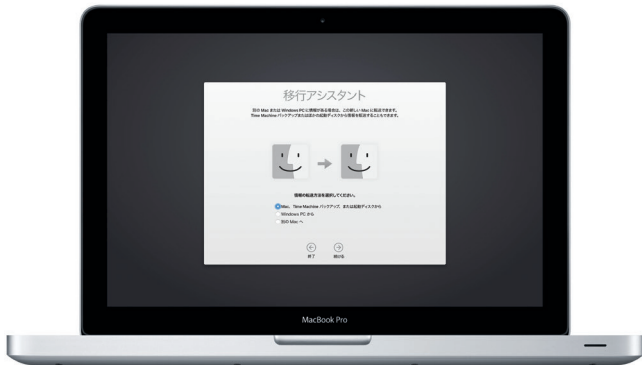 移行アシスタント
別の Mac または Windows PC に情報がある場合は、この新しい Mac に転送できます。
Time Machine バックアップまたはほかの起動ディスクから情報を転送することもできます。
情報の転送方法を選択してください。
Mac、Time Machine バックアップ、または起動ディスクから
Windows PC から
別の Mac へ
終了
続ける
MacBook Pro